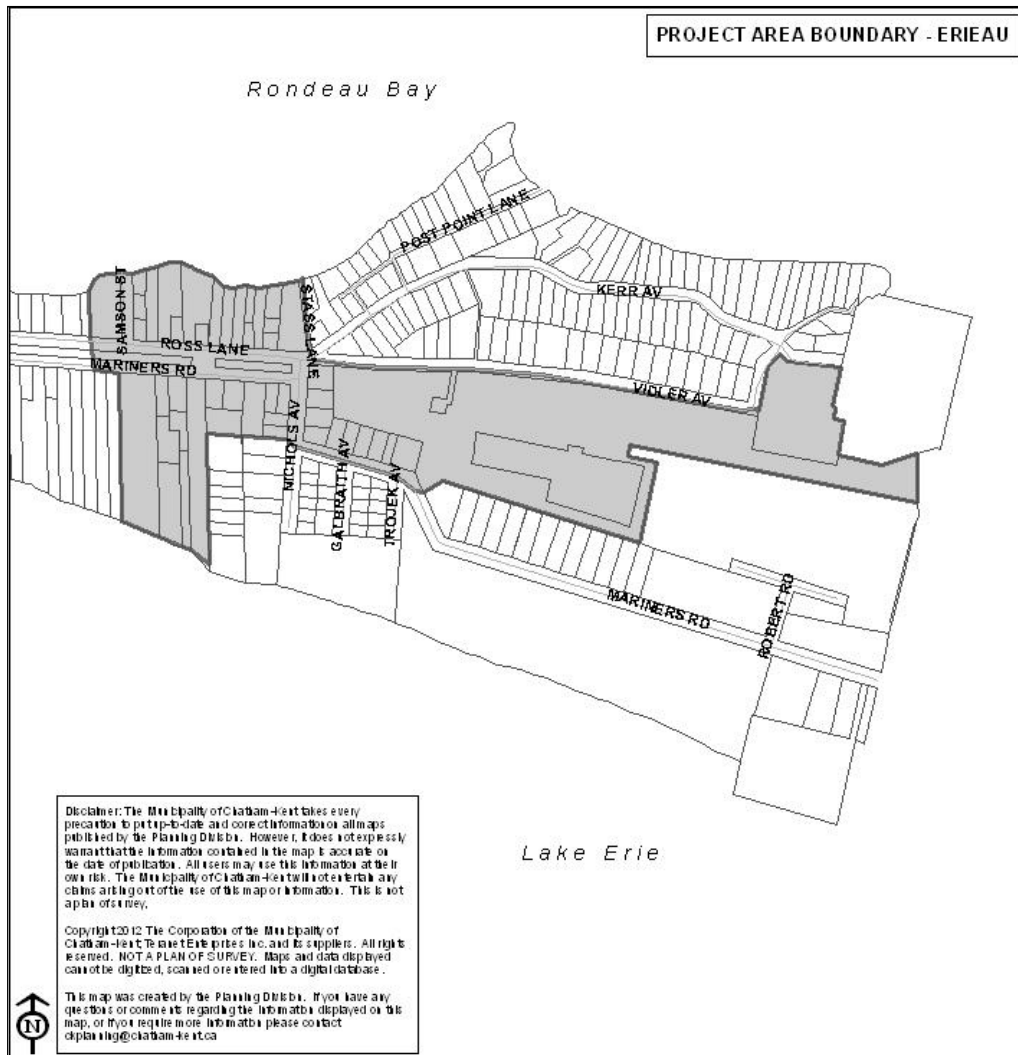 PROJECT AREA BOUNDARY - ERIEAU
Rondeau Bay
POST POINT LANE
KERR AV
SAMSON ST
STASS LANE
ROSS LANE
MARINERS RD
VIDLER AV
NICHOLS AV
GALBRAITH AV
TROJEK AV
MARINERS RD
ROBERT RD
Lake Erie
Disclaimer: The Municipality of Chatham-Kent takes every
precaution to put up-to-date and correct information on all maps
published by the Planning Division. However, it does not expressly
warrant that the information contained in the map is accurate on
the date of publication. All users may use this information at their
own risk. The Municipality of Chatham-Kent will not entertain any
claims arising out of the use of this map or information. This is not
a plan of survey.
Copyright 2012 The Corporation of the Municipality of
Chatham-Kent, Teranet Enterprises Inc. and its suppliers. All rights
reserved. NOT A PLAN OF SURVEY. Maps and data displayed
cannot be digitized, scanned or entered into a digital database.
This map was created by the Planning Division. If you have any
questions or comments regarding the information displayed on this
map, or if you require more information please contact
ckplanning@chatham-kent.ca
N